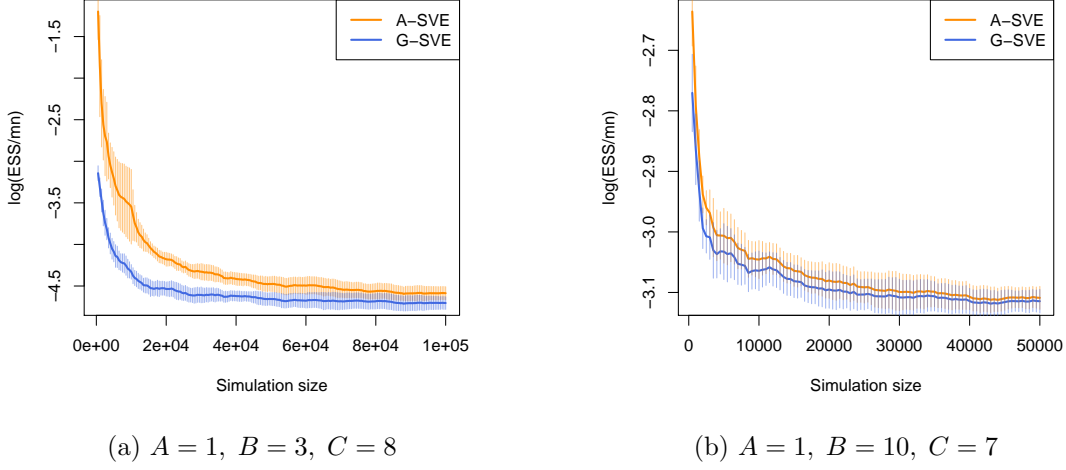 A−SVE
G−SVE
log(ESS/mn)
−1.5
−2.5
−3.5
−4.5
0e+00 2e+04 4e+04 6e+04 8e+04 1e+05
Simulation size
(a) A = 1, B = 3, C = 8
A−SVE
G−SVE
log(ESS/mn)
−2.7
−2.8
−2.9
−3.0
−3.1
0 10000 20000 30000 40000 50000
Simulation size
(b) A = 1, B = 10, C = 7